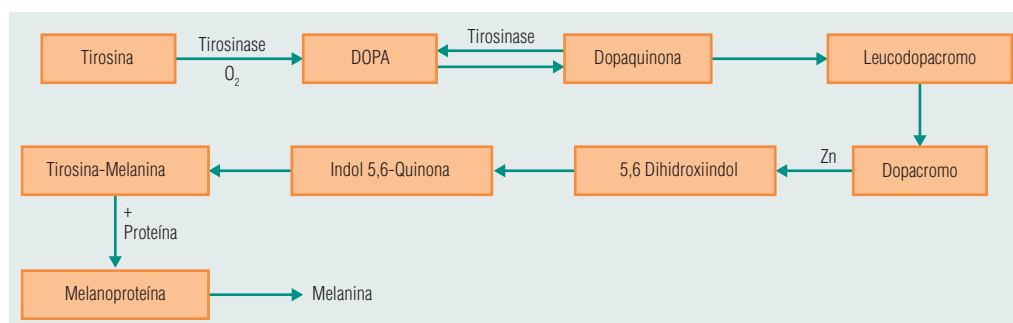 Tirosina
Tirosinase
O2
DOPA
Tirosinase
Dopaquinona
Leucodopacromo
Dopacromo
Zn
5,6 Dihidroxiindol
Indol 5,6-Quinona
Tirosina-Melanina
+
Proteína
Melanoproteína
Melanina